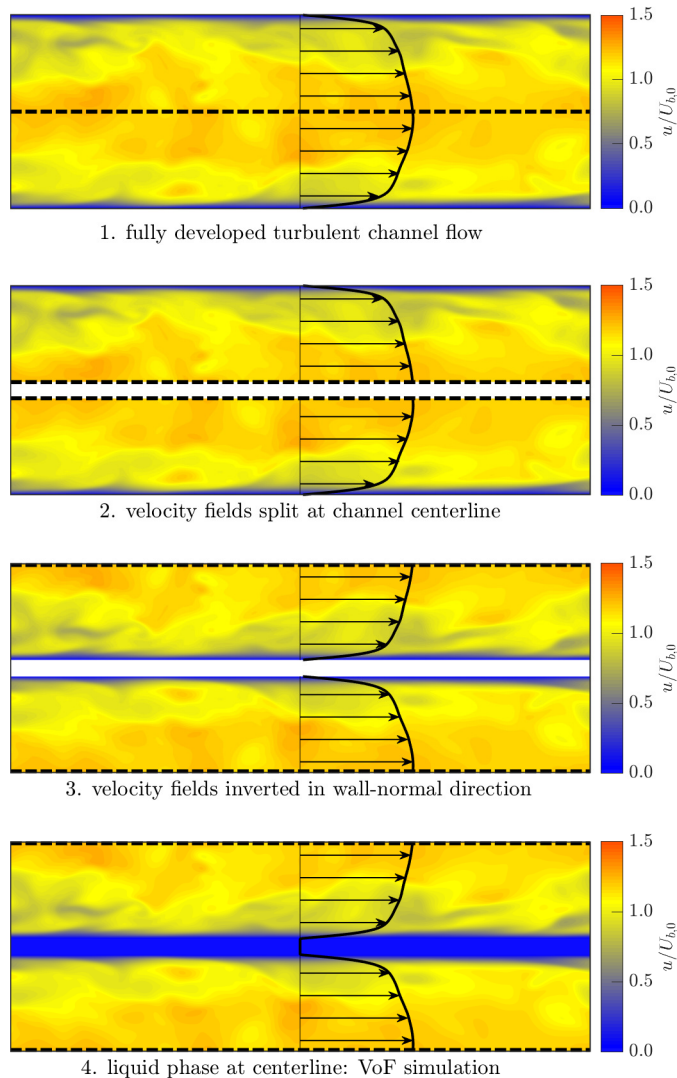 1.5
1.0
0.5
0.0
u/U_{b,0}
1. fully developed turbulent channel flow
1.5
1.0
0.5
0.0
u/U_{b,0}
2. velocity fields split at channel centerline
1.5
1.0
0.5
0.0
u/U_{b,0}
3. velocity fields inverted in wall-normal direction
1.5
1.0
0.5
0.0
u/U_{b,0}
4. liquid phase at centerline: VoF simulation